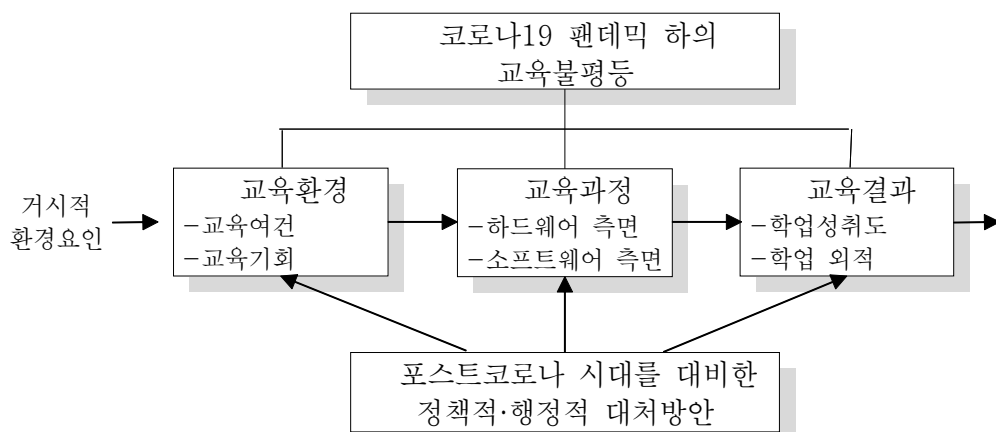 코로나19 팬데믹 하의
교육불평등
거시적
환경요인
교육환경
-교육여건
-교육기회
교육과정
-하드웨어 측면
-소프트웨어 측면
교육결과
-학업성취도
-학업 외적
포스트코로나 시대를 대비한
정책적·행정적 대처방안